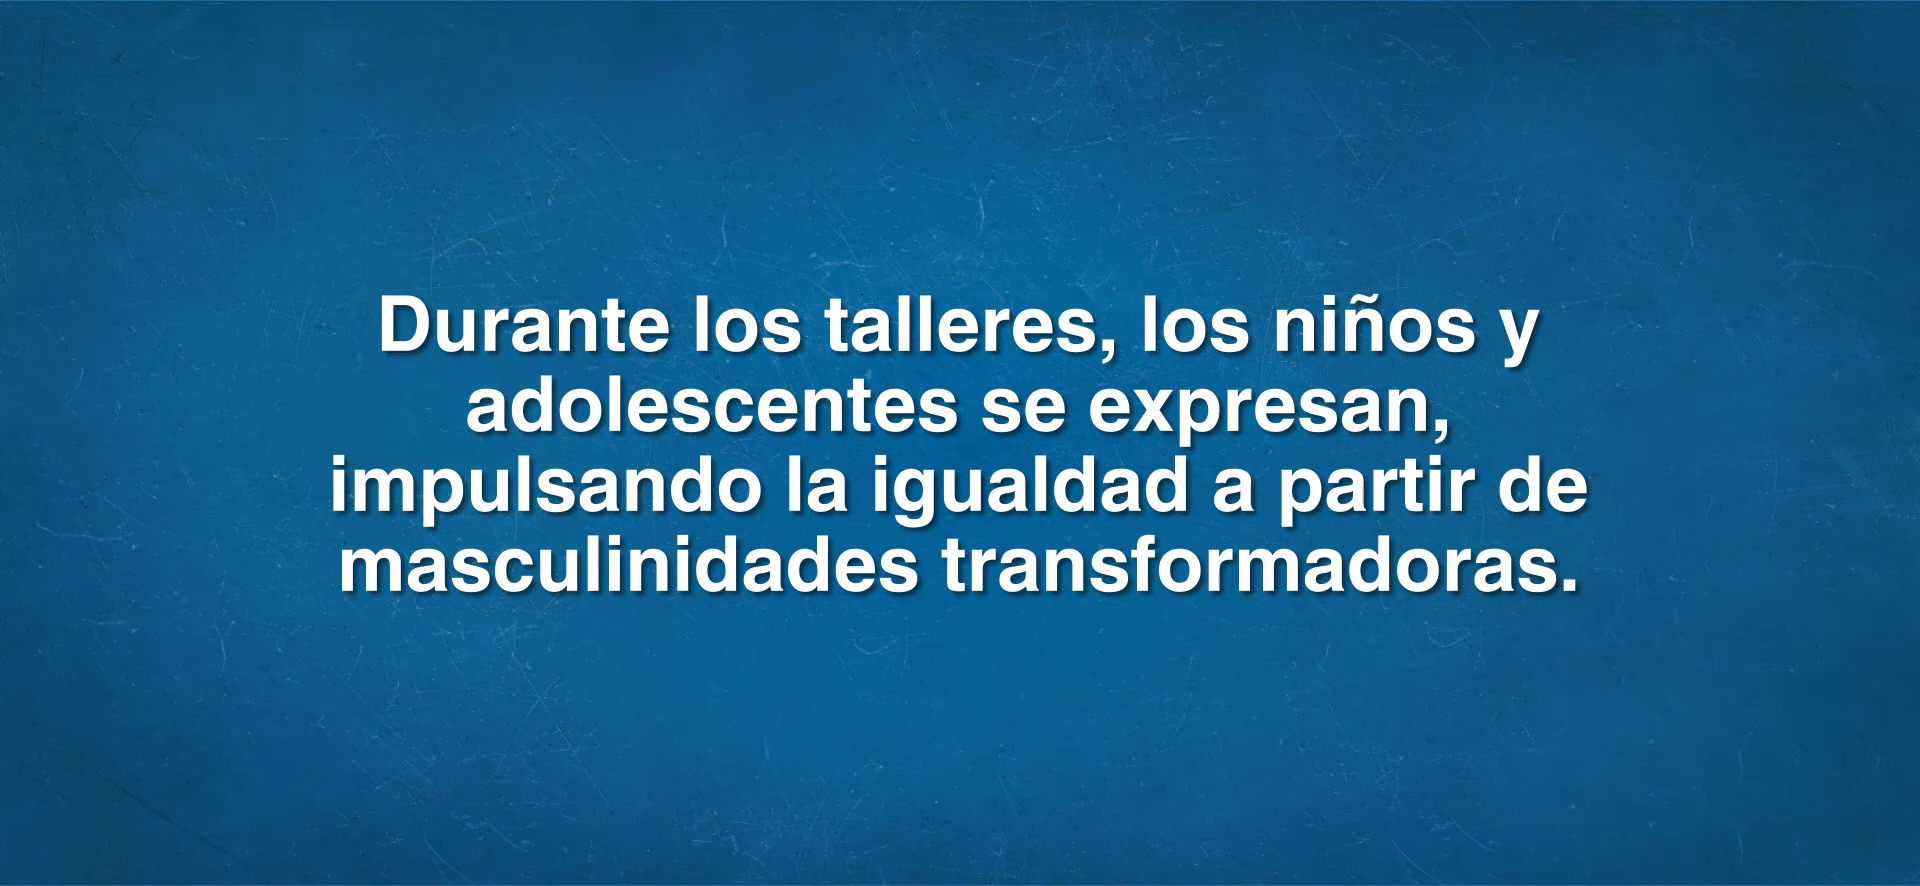 Durante los talleres, los niños y
adolescentes se expresan,
impulsando la igualdad a partir de
masculinidades transformadoras.